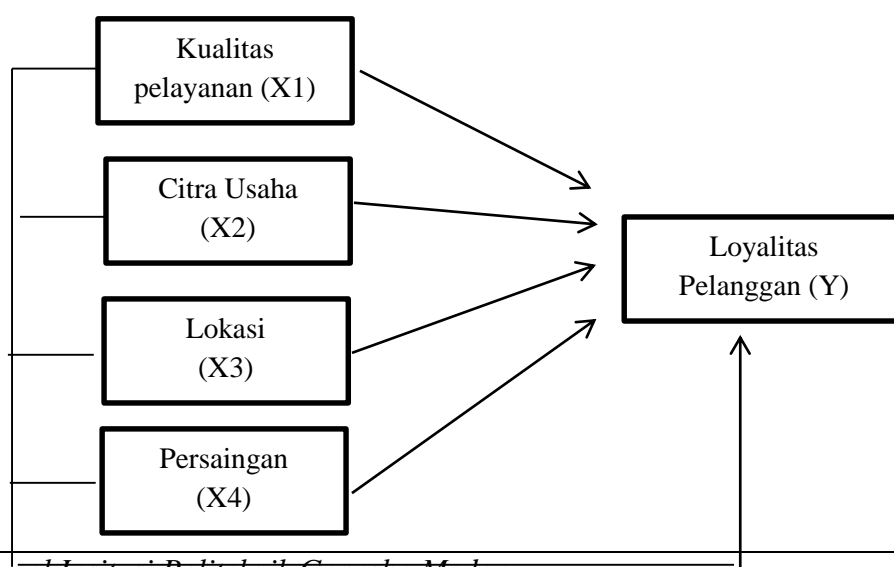 Kualitas
pelayanan (X1)
Citra Usaha
(X2)
Lokasi
(X3)
Persaingan
(X4)
Loyalitas
Pelanggan (Y)